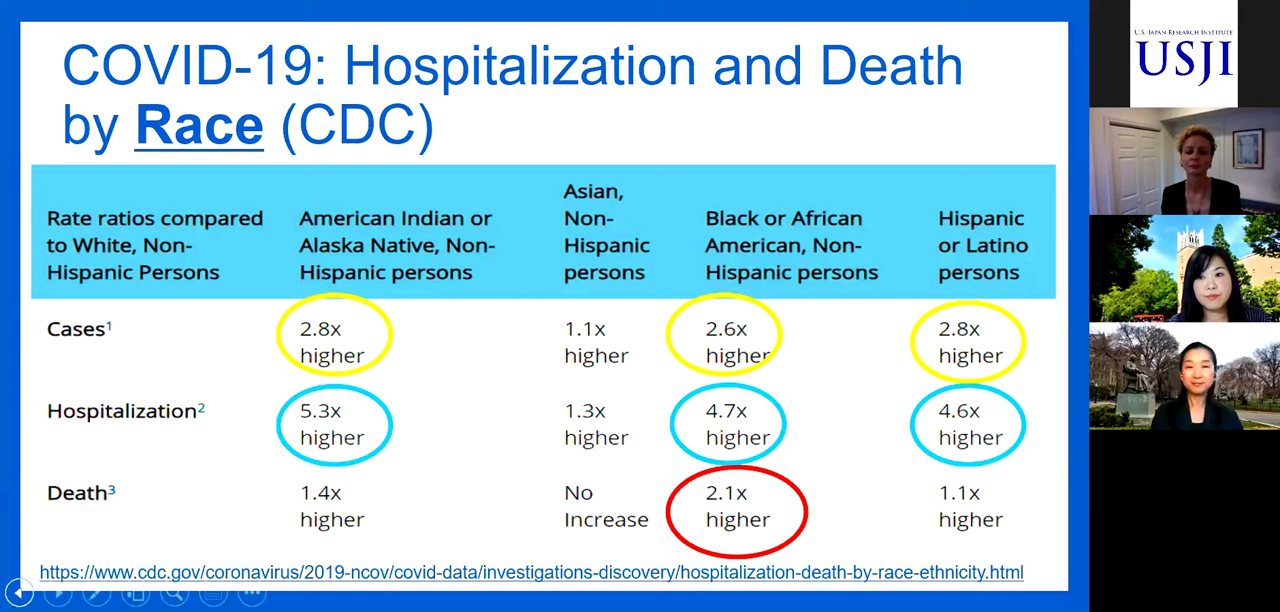 COVID-19: Hospitalization and Death
by Race (CDC)
Rate ratios compared
to White, Non-
Hispanic Persons
American Indian or
Alaska Native, Non-
Hispanic persons
Asian,
Non-
Hispanic
persons
Black or African
American, Non-
Hispanic persons
Hispanic
or Latino
persons
Cases1
2.8x
higher
1.1x
higher
2.6x
higher
2.8x
higher
Hospitalization2
5.3x
higher
1.3x
higher
4.7x
higher
4.6x
higher
Death3
1.4x
higher
No
Increase
2.1x
higher
1.1x
higher
https://www.cdc.gov/coronavirus/2019-ncov/covid-data/investigations-discovery/hospitalization-death-by-race-ethnicity.html
U.S. JAPAN RESEARCH INSTITUTE
USJI